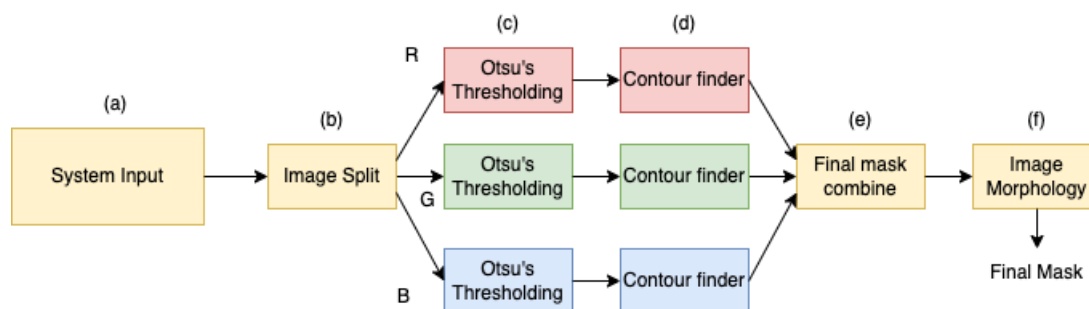 (a)
System Input
(b)
Image Split
R
G
B
(c)
Otsu's
Thresholding
Otsu's
Thresholding
Otsu's
Thresholding
(d)
Contour finder
Contour finder
Contour finder
(e)
Final mask
combine
(f)
Image
Morphology
Final Mask